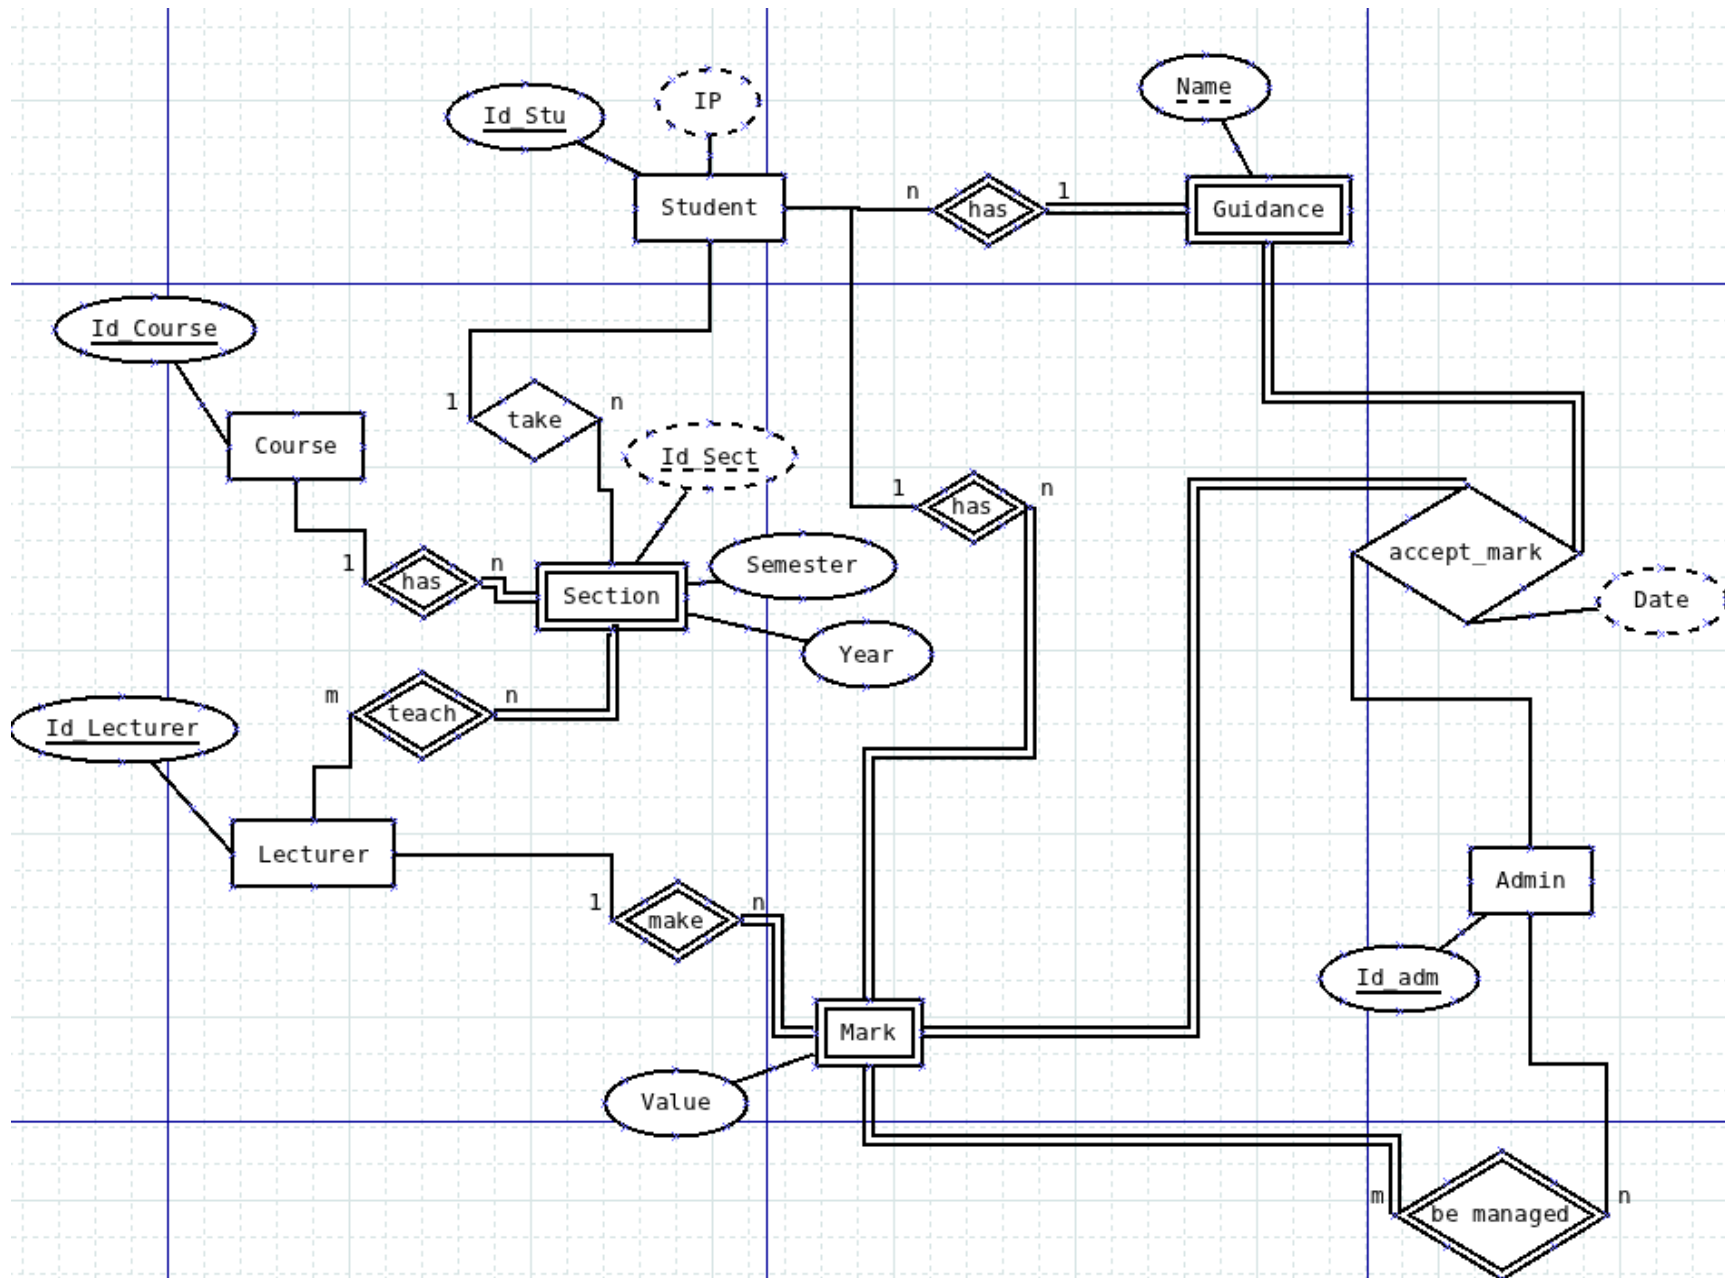 Name
IP
Id_Stu
Student
n
has
1
Guidance
Id_Course
1
take
n
Course
Id_Sect
1
has
n
accept_mark
1
has
n
Semester
Section
Date
Year
m
teach
n
Id_Lecturer
Lecturer
Admin
1
make
n
Id_adm
Mark
Value
m
be managed
n